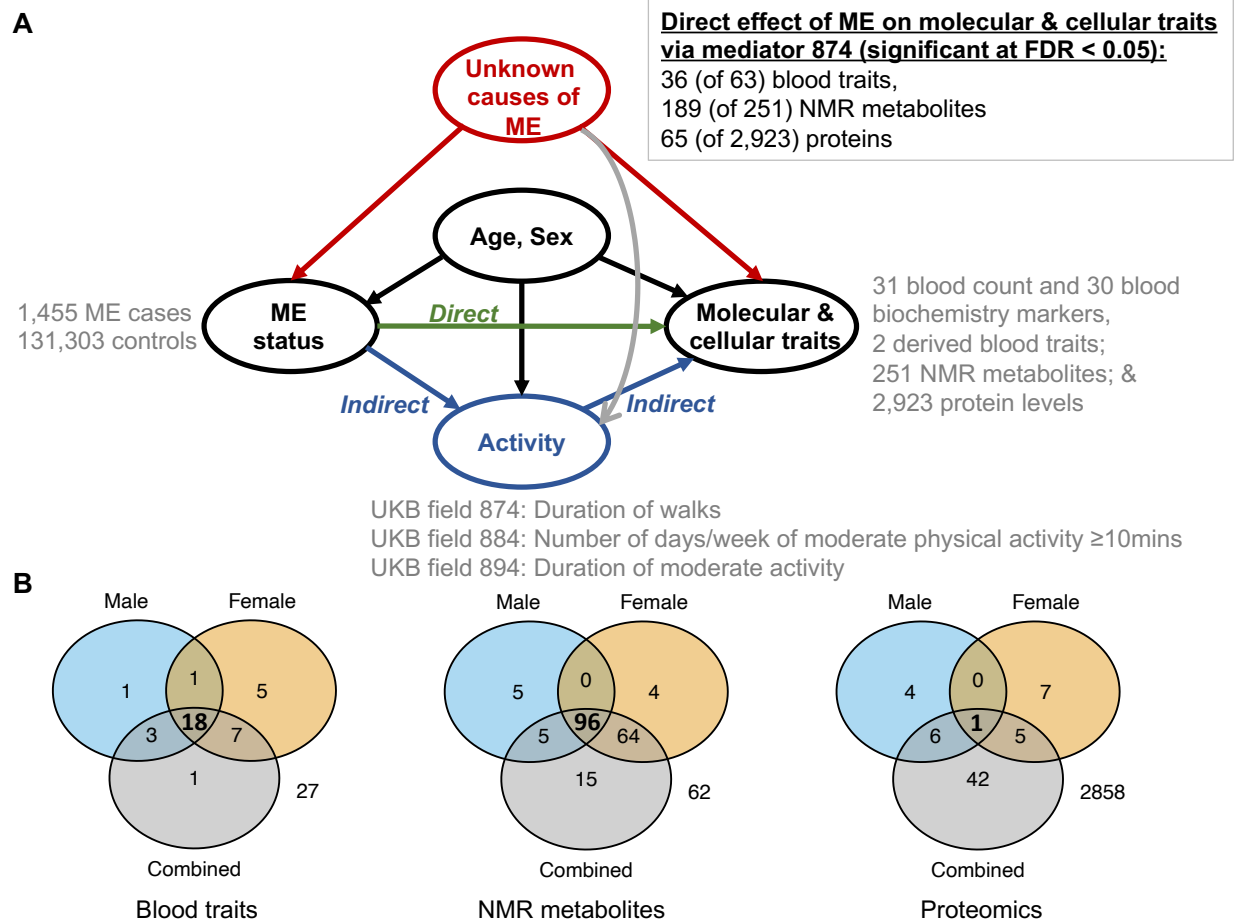 A
Direct effect of ME on molecular & cellular traits
via mediator 874 (significant at FDR < 0.05):
36 (of 63) blood traits,
189 (of 251) NMR metabolites
65 (of 2,923) proteins
Unknown
causes of
ME
Age, Sex
1,455 ME cases
131,303 controls
ME
status
Direct
Molecular &
cellular traits
31 blood count and 30 blood
biochemistry markers,
2 derived blood traits;
251 NMR metabolites; &
2,923 protein levels
Indirect
Indirect
Activity
UKB field 874: Duration of walks
UKB field 884: Number of days/week of moderate physical activity ≥10mins
UKB field 894: Duration of moderate activity
B
Male Female
1 1 5
18
3 7
1
27
Combined
Blood traits
Male Female
5 0 4
96
5 64
15
62
Combined
NMR metabolites
Male Female
4 0 7
1
6 5
42
2858
Combined
Proteomics